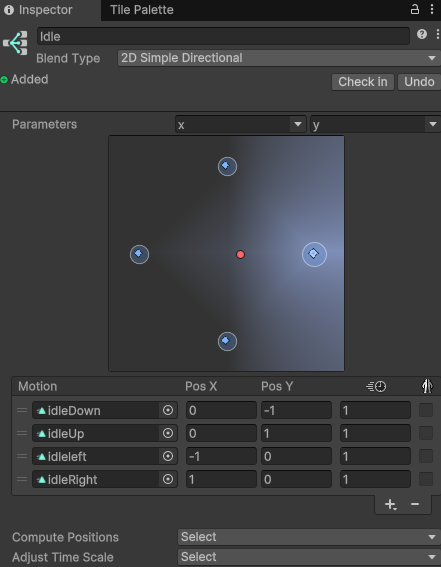 Inspector Tile Palette
Idle
Blend Type 2D Simple Directional
Added
Check in Undo
Parameters x y
Motion Pos X Pos Y
idleDown 0 -1 1
idleUp 0 1 1
idleleft -1 0 1
idleRight 1 0 1
Compute Positions Select
Adjust Time Scale Select